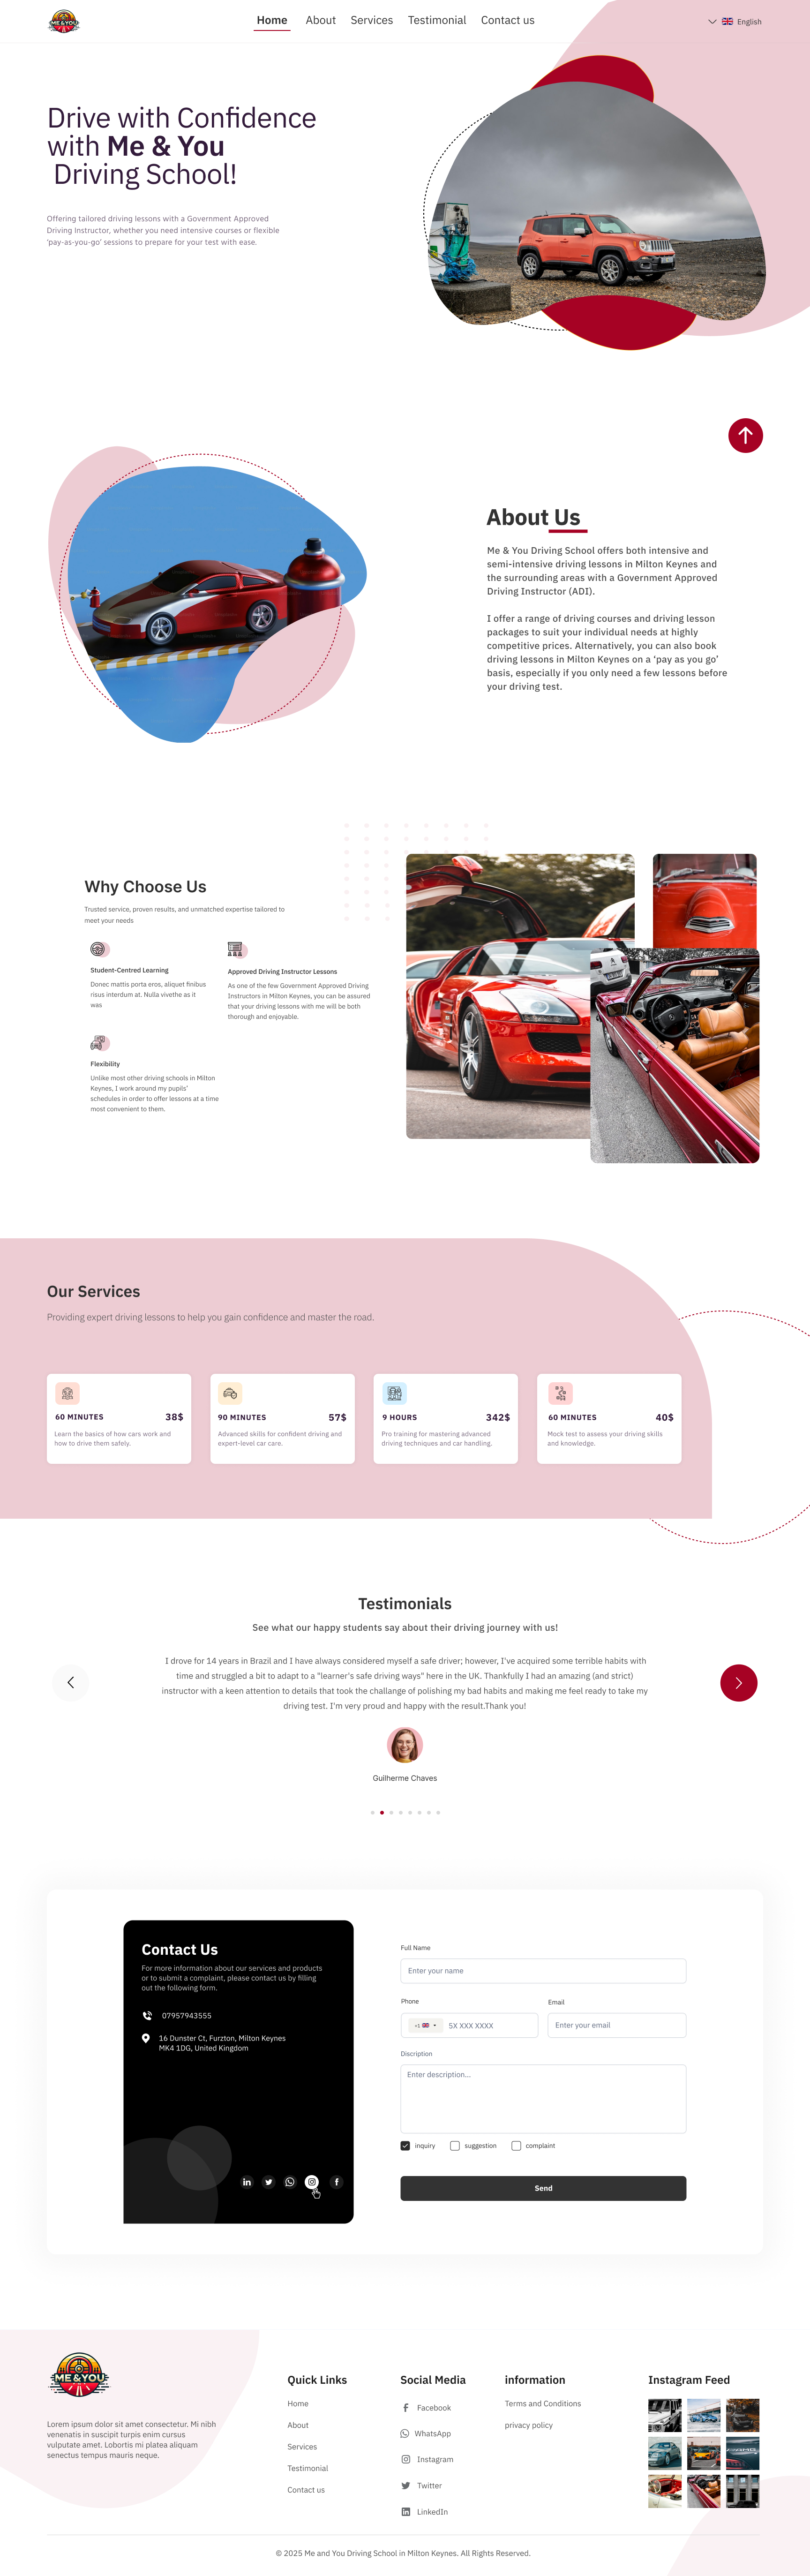 ME & YOU
Home About Services Testimonial Contact us
English
Drive with Confidence
with Me & You
Driving School!
Offering tailored driving lessons with a Government Approved
Driving Instructor, whether you need intensive courses or flexible
‘pay-as-you-go’ sessions to prepare for your test with ease.
About Us
Me & You Driving School offers both intensive and
semi-intensive driving lessons in Milton Keynes and
the surrounding areas with a Government Approved
Driving Instructor (ADI).
I offer a range of driving courses and driving lesson
packages to suit your individual needs at highly
competitive prices. Alternatively, you can also book
driving lessons in Milton Keynes on a ‘pay as you go’
basis, especially if you only need a few lessons before
your driving test.
Why Choose Us
Trusted service, proven results, and unmatched expertise tailored to
meet your needs
Student-Centred Learning
Donec mattis porta eros, aliquet finibus
risus interdum at. Nulla vivethe as it
was
Approved Driving Instructor Lessons
As one of the few Government Approved Driving
Instructors in Milton Keynes, you can be assured
that your driving lessons with me will be both
thorough and enjoyable.
Flexibility
Unlike most other driving schools in Milton
Keynes, I work around my pupils’
schedules in order to offer lessons at a time
most convenient to them.
Our Services
Providing expert driving lessons to help you gain confidence and master the road.
60 MINUTES 38$
Learn the basics of how cars work and
how to drive them safely.
90 MINUTES 57$
Advanced skills for confident driving and
expert-level car care.
9 HOURS 342$
Pro training for mastering advanced
driving techniques and car handling.
60 MINUTES 40$
Mock test to assess your driving skills
and knowledge.
Testimonials
See what our happy students say about their driving journey with us!
I drove for 14 years in Brazil and I have always considered myself a safe driver; however, I've acquired some terrible habits with
time and struggled a bit to adapt to a "learner's safe driving ways" here in the UK. Thankfully I had an amazing (and strict)
instructor with a keen attention to details that took the challange of polishing my bad habits and making me feel ready to take my
driving test. I'm very proud and happy with the result.Thank you!
Guilherme Chaves
Contact Us
For more information about our services and products
or to submit a complaint, please contact us by filling
out the following form.
07957943555
16 Dunster Ct, Furzton, Milton Keynes
MK4 1DG, United Kingdom
Full Name
Enter your name
Phone
+1 5X XXX XXXX
Email
Enter your email
Discription
Enter description...
inquiry suggestion complaint
Send
ME & YOU
Lorem ipsum dolor sit amet consectetur. Mi nibh
venenatis in suscipit turpis enim cursus
vulputate amet. Lobortis mi platea aliquam
senectus tempus mauris neque.
Quick Links
Home
About
Services
Testimonial
Contact us
Social Media
Facebook
WhatsApp
Instagram
Twitter
LinkedIn
information
Terms and Conditions
privacy policy
Instagram Feed
© 2025 Me and You Driving School in Milton Keynes. All Rights Reserved.